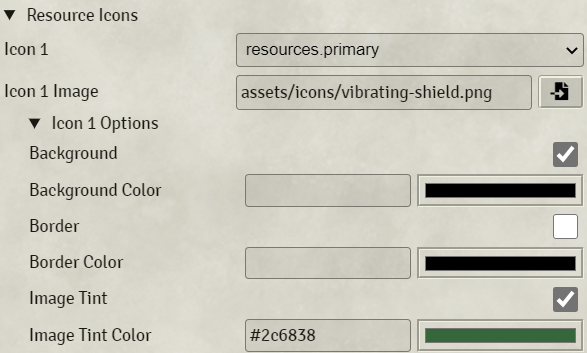 Resource Icons
Icon 1 resources.primary
Icon 1 Image assets/icons/vibrating-shield.png
Icon 1 Options
Background
Background Color
Border
Border Color
Image Tint
Image Tint Color #2c6838